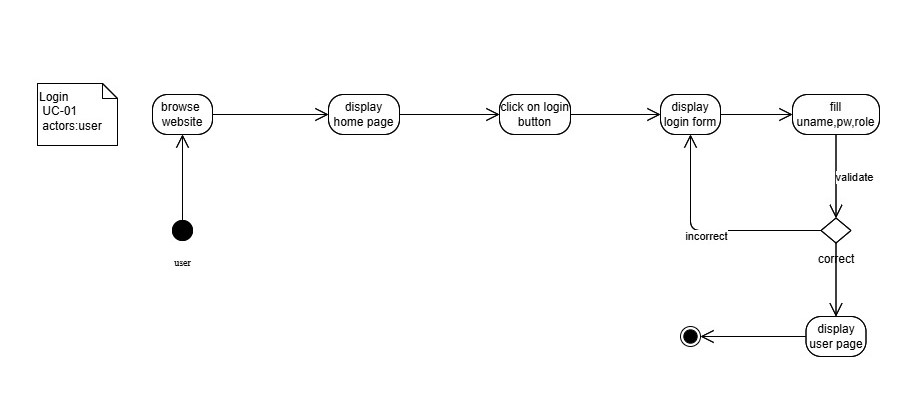 Login
UC-01
actors:user
browse
website
display
home page
click on login
button
display
login form
fill
uname,pw,role
validate
incorrect
correct
user
display
user page